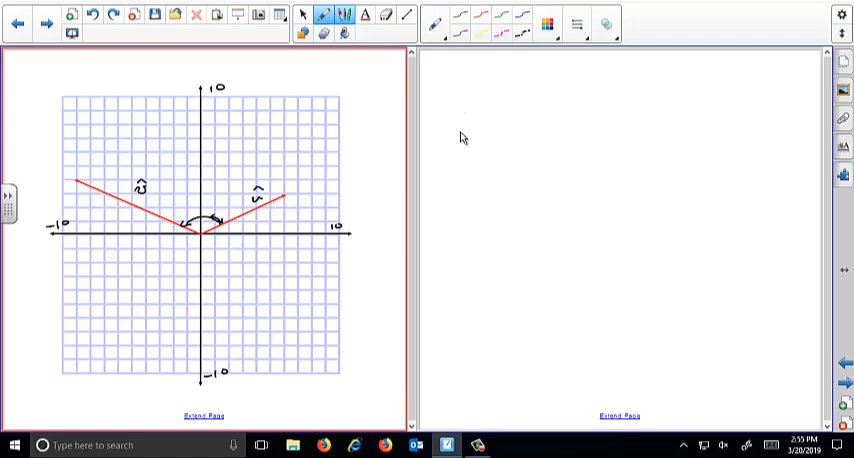 10
-10
10
-10
Extend Page
Extend Page
Type here to search
2:55 PM
3/20/2019